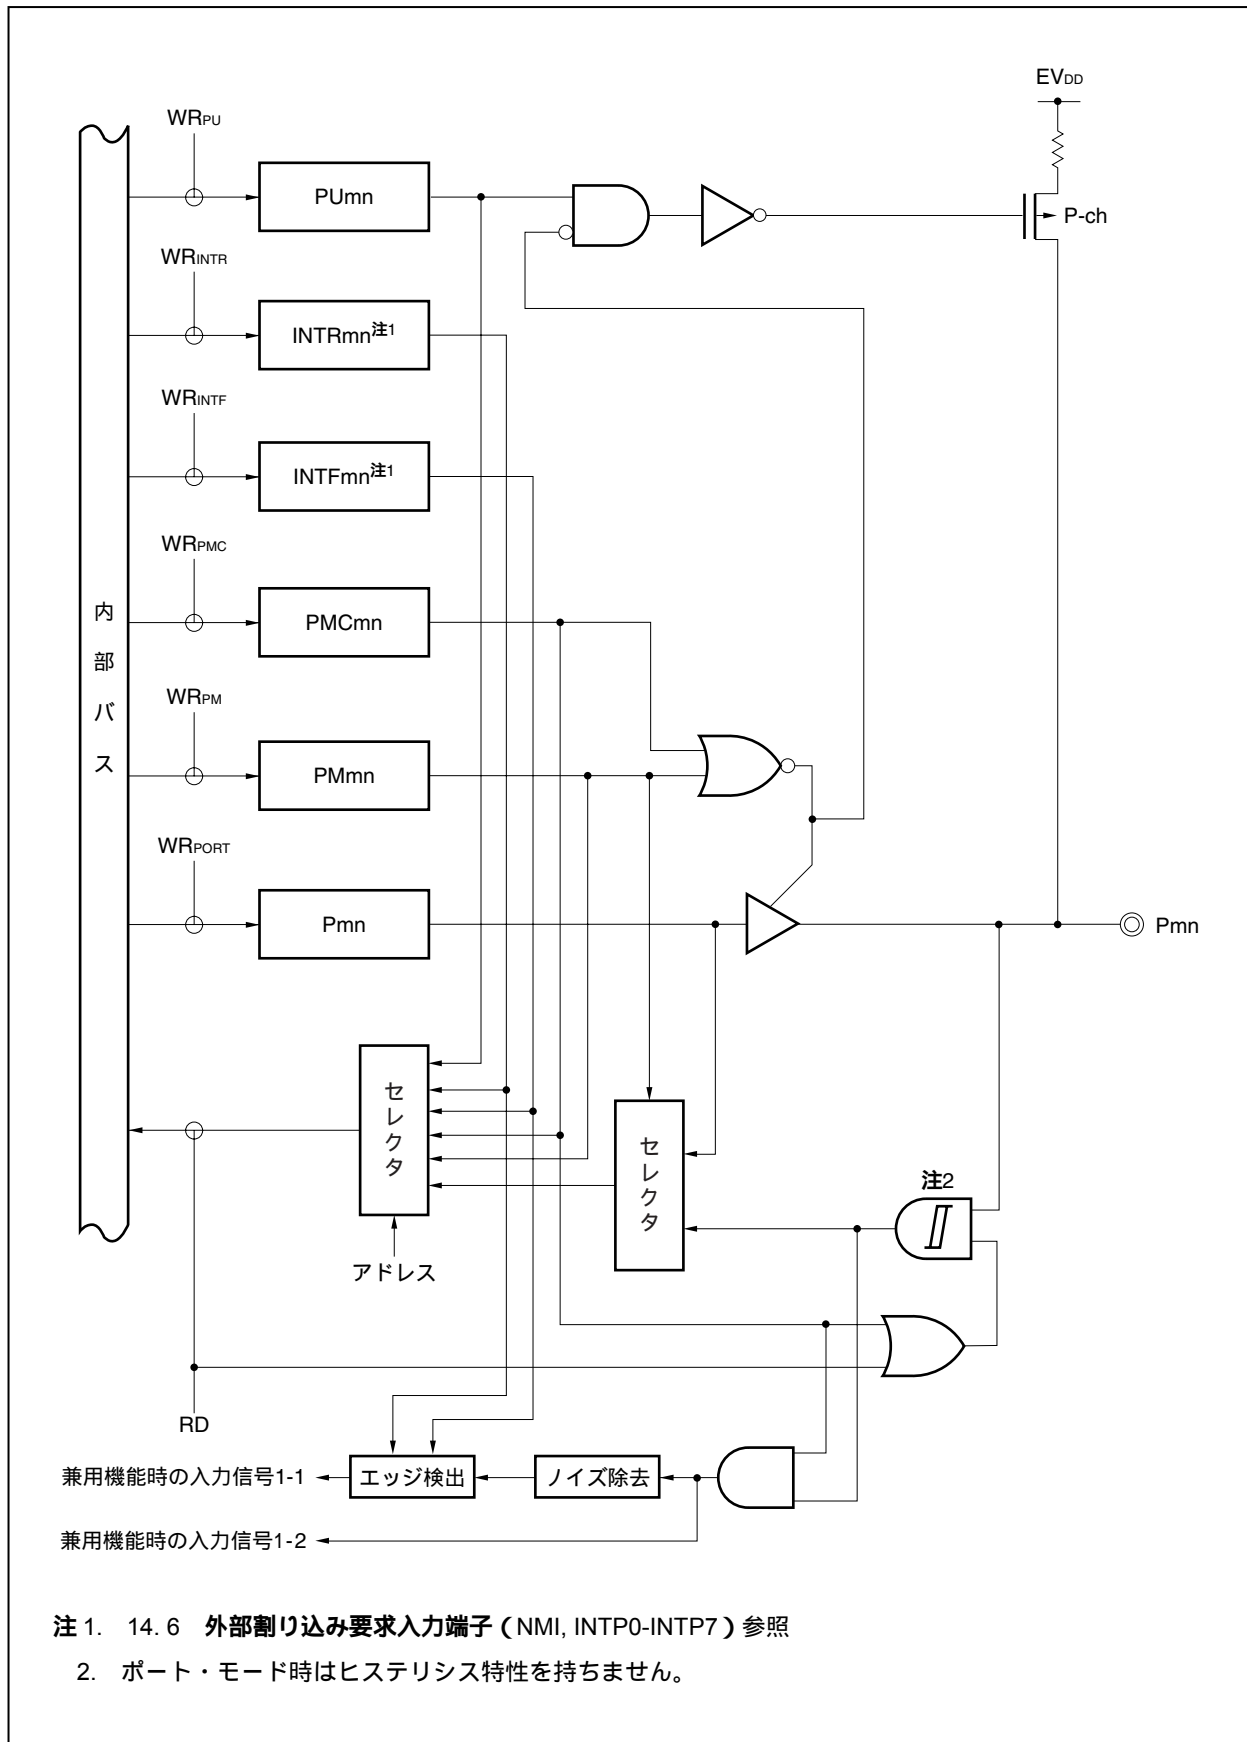 EVDD
WRPU
PUmn
P-ch
WRINTR
INTRmn注1
WRINTF
INTFmn注1
WRPMC
PMCmn
内部バス
WRPM
PMmn
WRPORT
Pmn
Pmn
セレクタ
セレクタ
注2
アドレス
RD
兼用機能時の入力信号1-1
エッジ検出
ノイズ除去
兼用機能時の入力信号1-2
注1. 14. 6 外部割り込み要求入力端子（NMI, INTP0-INTP7）参照
2. ポート・モード時はヒステリシス特性を持ちません。